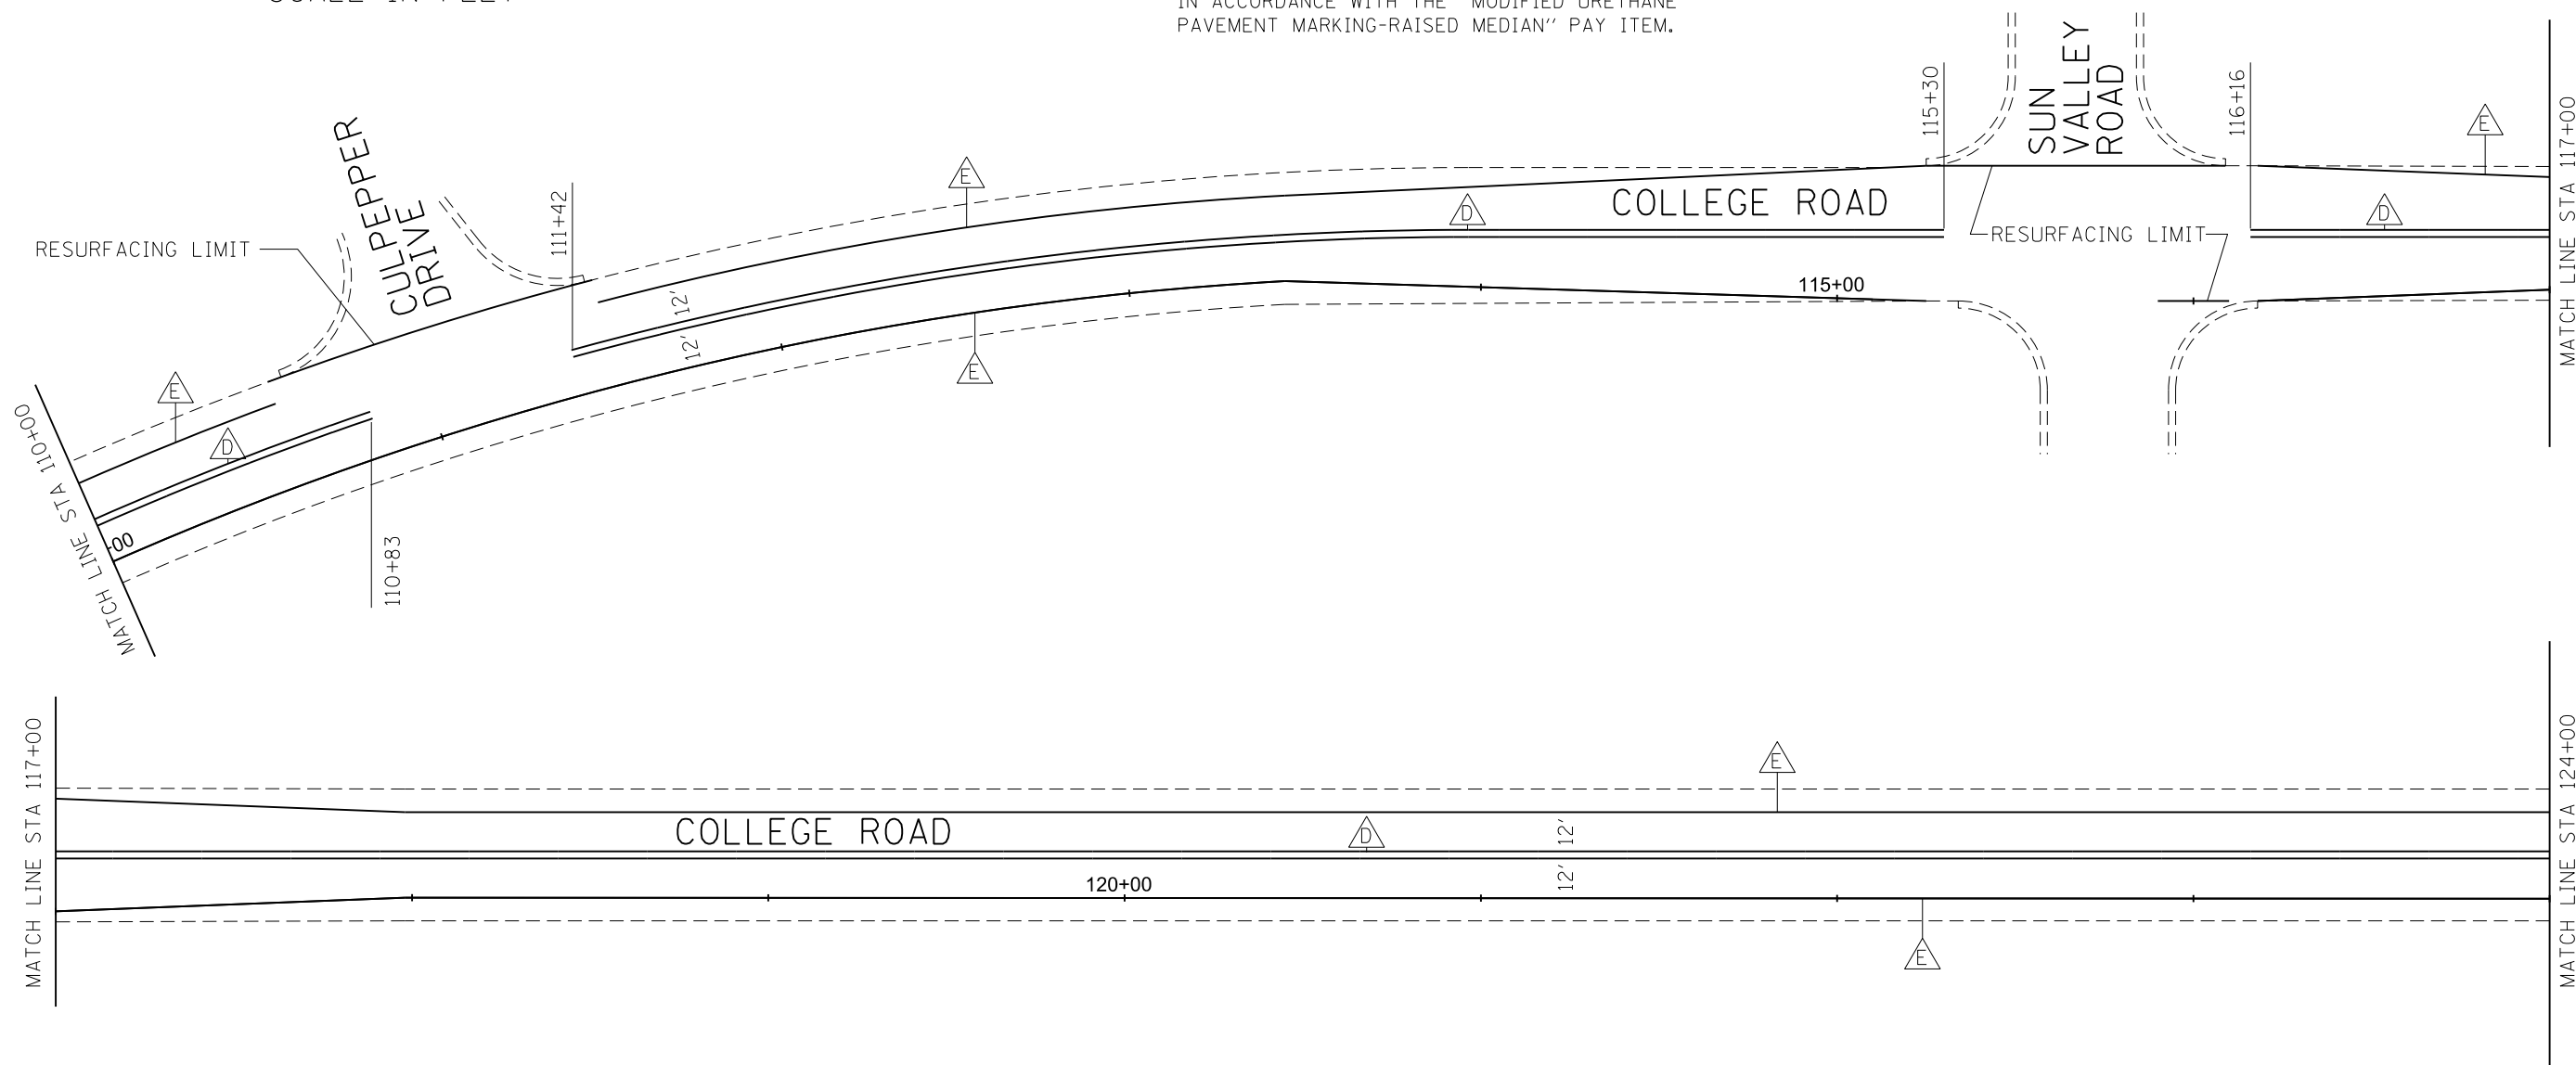 IN ACCORDANCE WITH THE "MODIFIED URETHANE
PAVEMENT MARKING-RAISED MEDIAN" PAY ITEM.
SUN
VALLEY
ROAD
115+30
116+16
E
MATCH LINE STA 117+00
CULPEPPER
DRIVE
RESURFACING LIMIT
111+42
E
D
COLLEGE ROAD
D
RESURFACING LIMIT
115+00
12'
12'
E
E
D
MATCH LINE STA 110+00
+00
110+83
MATCH LINE STA 117+00
E
COLLEGE ROAD
D
12'
12'
120+00
E
MATCH LINE STA 124+00